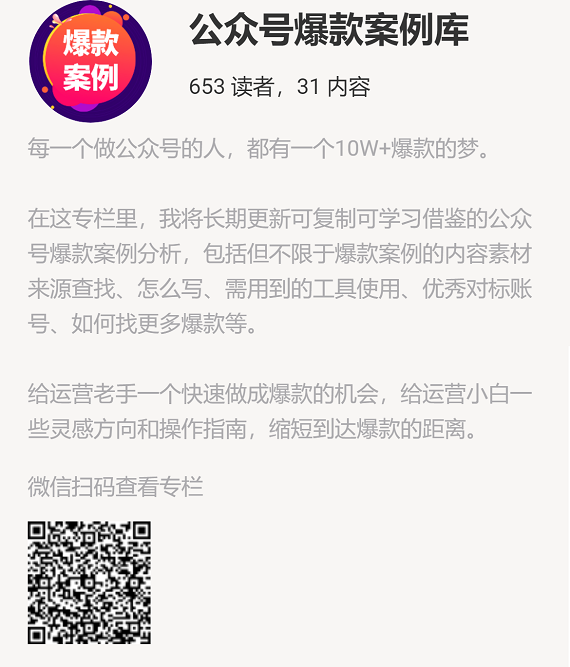 爆款
案例
公众号爆款案例库
653 读者，31 内容
每一个做公众号的人，都有一个10W+爆款的梦。
在这专栏里，我将长期更新可复制可学习借鉴的公众
号爆款案例分析，包括但不限于爆款案例的内容素材
来源查找、怎么写、需用到的工具使用、优秀对标账
号、如何找更多爆款等。
给运营老手一个快速做成爆款的机会，给运营小白一
些灵感方向和操作指南，缩短到达爆款的距离。
微信扫码查看专栏